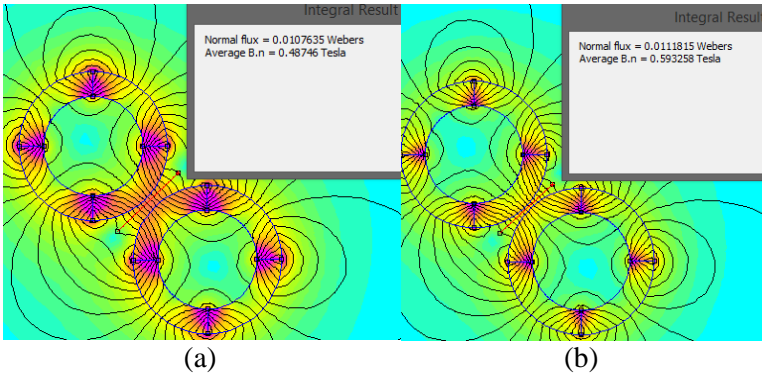 Integral Result
Normal flux = 0.0107635 Webers
Average B.n = 0.48746 Tesla
Integral Result
Normal flux = 0.0111815 Webers
Average B.n = 0.593258 Tesla
(a)
(b)